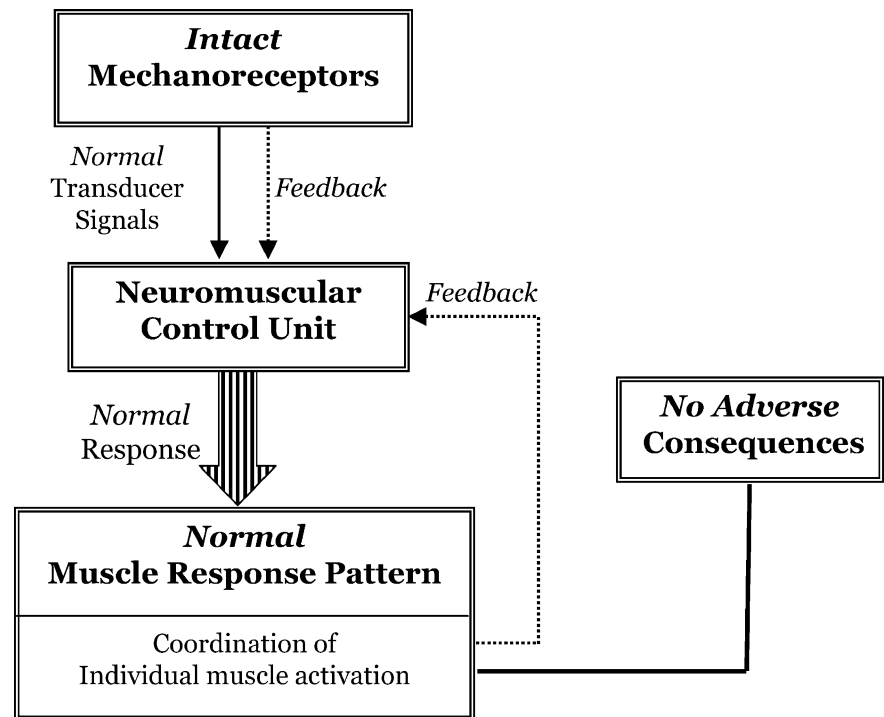 Intact
Mechanoreceptors
Normal
Transducer
Signals
Feedback
Neuromuscular
Control Unit
Feedback
Normal
Response
No Adverse
Consequences
Normal
Muscle Response Pattern
Coordination of
Individual muscle activation